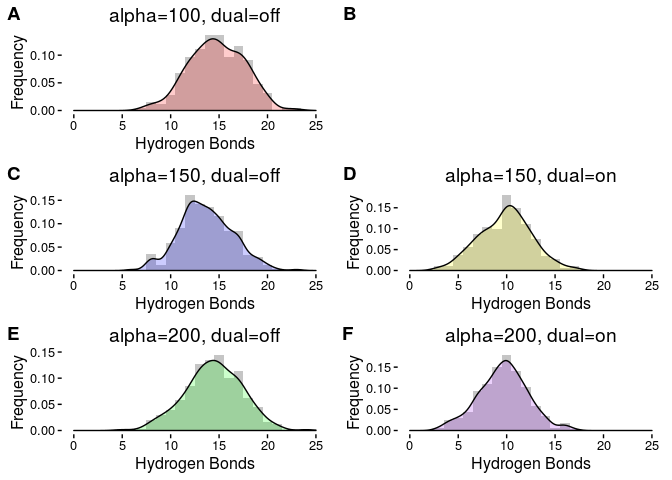 A alpha=100, dual=off B
Frequency
0.10
0.05
0.00
0 5 10 15 20 25
Hydrogen Bonds
C alpha=150, dual=off
Frequency
0.15
0.10
0.05
0.00
0 5 10 15 20 25
Hydrogen Bonds
D alpha=150, dual=on
Frequency
0.15
0.10
0.05
0.00
0 5 10 15 20 25
Hydrogen Bonds
E alpha=200, dual=off
Frequency
0.15
0.10
0.05
0.00
0 5 10 15 20 25
Hydrogen Bonds
F alpha=200, dual=on
Frequency
0.15
0.10
0.05
0.00
0 5 10 15 20 25
Hydrogen Bonds